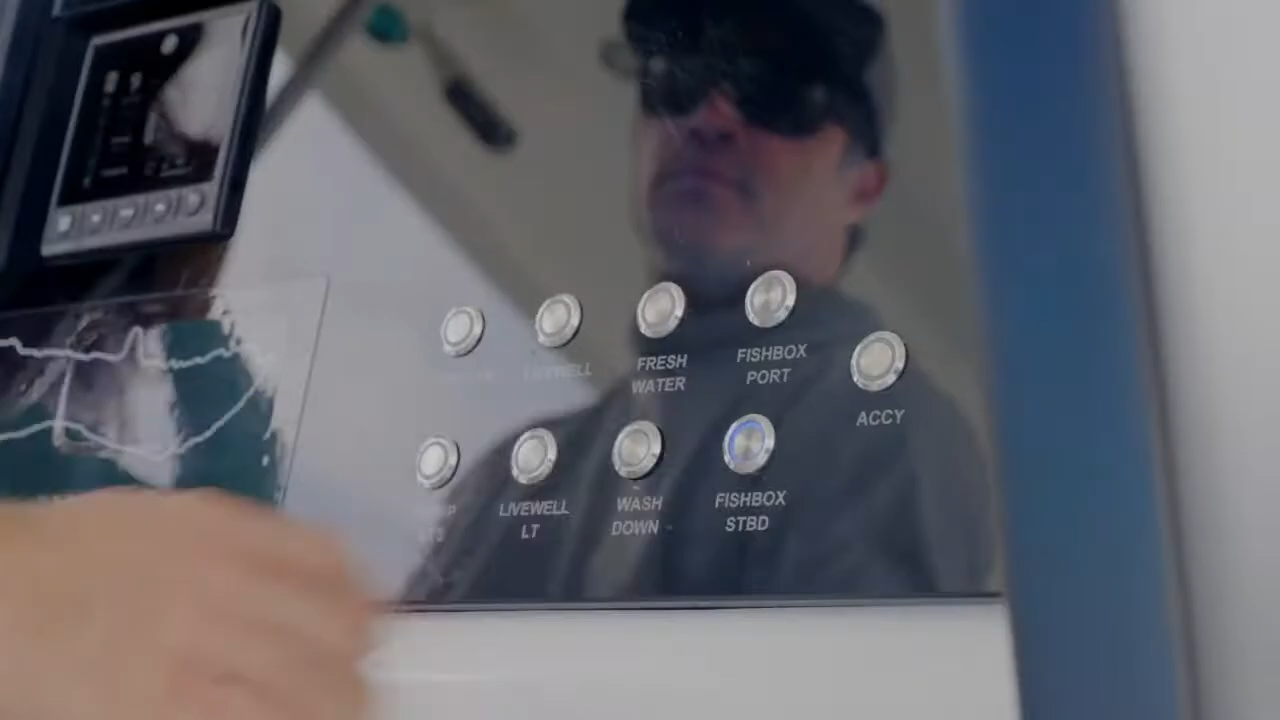 LIVEWELL
FRESH
WATER
FISHBOX
PORT
ACCY
LIVEWELL
LT
WASH
DOWN
FISHBOX
STBD